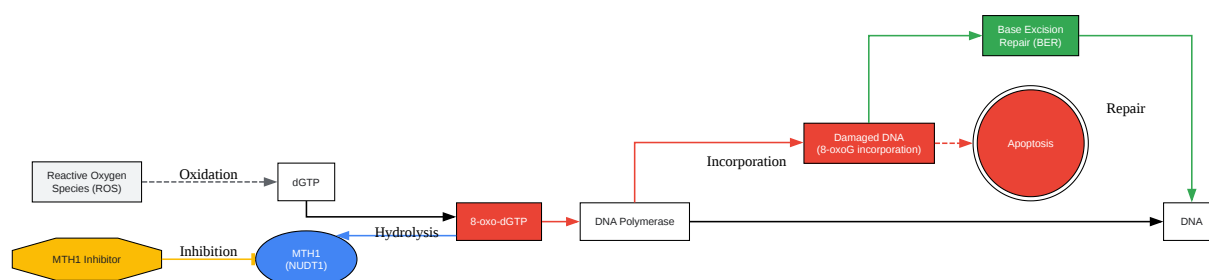 Base Excision
Repair (BER)
Repair
Damaged DNA
(8-oxoG incorporation)
Apoptosis
Incorporation
Reactive Oxygen
Species (ROS)
Oxidation
dGTP
8-oxo-dGTP
DNA Polymerase
DNA
Hydrolysis
MTH1 Inhibitor
Inhibition
MTH1
(NUDT1)